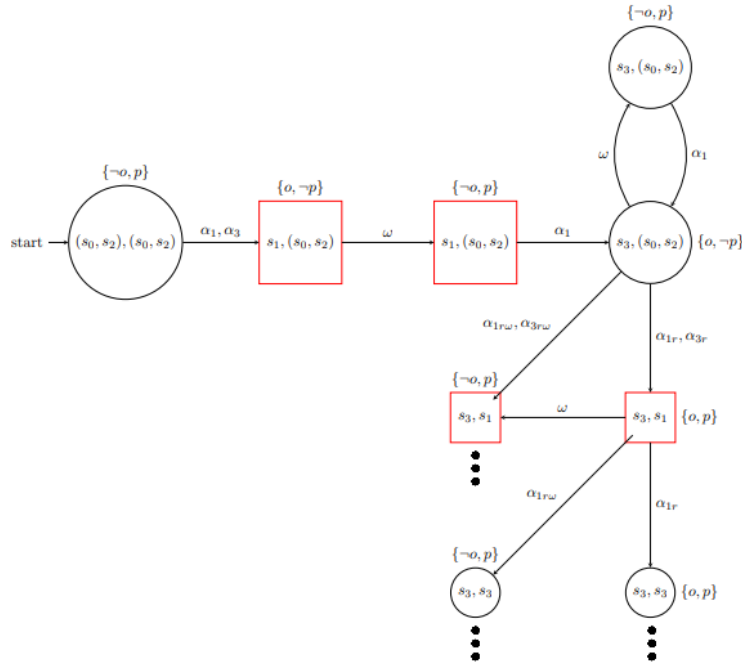 {¬o, p}
s₃, (s₀, s₂)
ω
α₁
{¬o, p}
{o, ¬p}
{¬o, p}
start
(s₀, s₂), (s₀, s₂)
α₁, α₃
s₁, (s₀, s₂)
ω
s₁, (s₀, s₂)
α₁
s₃, (s₀, s₂)
{o, ¬p}
α₁rω, α₃rω
α₁r, α₃r
{¬o, p}
s₃, s₁
ω
s₃, s₁
{o, p}
α₁rω
α₁r
{¬o, p}
s₃, s₃
s₃, s₃
{o, p}